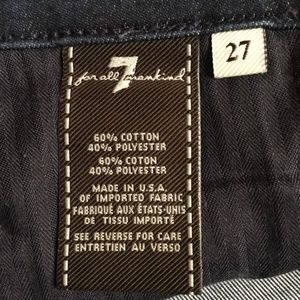 7
for all mankind
27
60% COTTON
40% POLYESTER
60% COTON
40% POLYESTER
MADE IN U.S.A.
OF IMPORTED FABRIC
FABRIQUÉ AUX ÉTATS-UNIS
DE TISSU IMPORTÉ
SEE REVERSE FOR CARE
ENTRETIEN AU VERSO